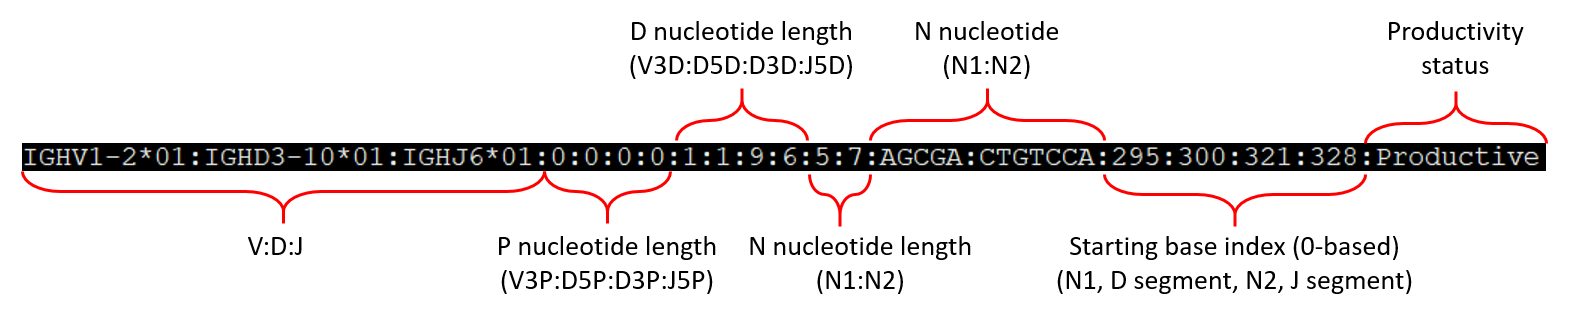 D nucleotide length
(V3D:D5D:D3D:J5D)
N nucleotide
(N1:N2)
Productivity
status
IGHV1-2*01:IGHD3-10*01:IGHJ6*01:0:0:0:0:1:1:9:6:5:7:AGCGA:CTGTCCA:295:300:321:328:Productive
V:D:J
P nucleotide length
(V3P:D5P:D3P:J5P)
N nucleotide length
(N1:N2)
Starting base index (0-based)
(N1, D segment, N2, J segment)